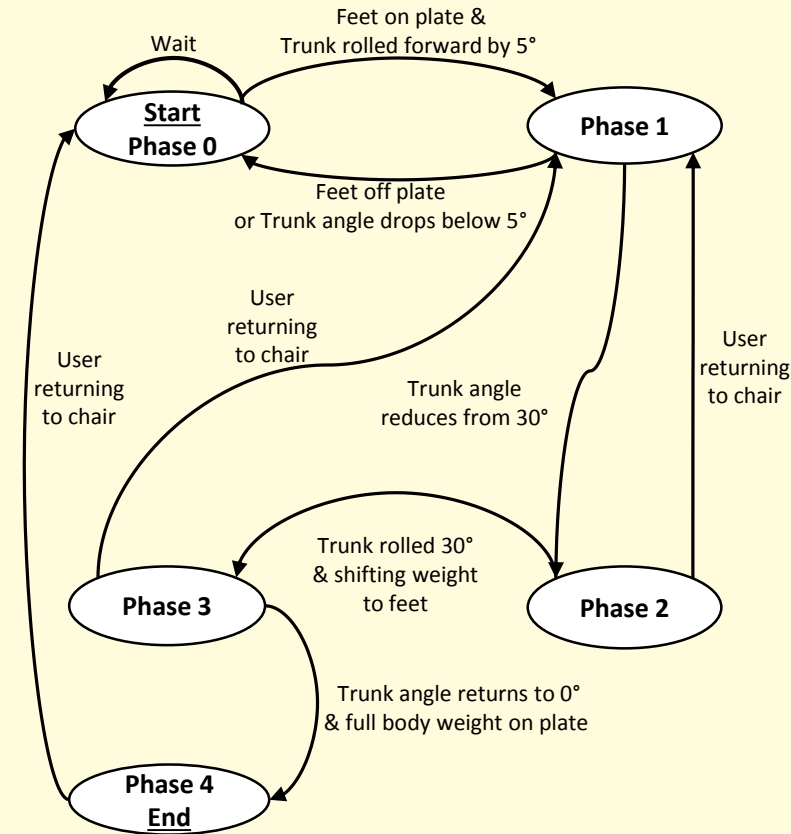 Feet on plate &
Trunk rolled forward by 5°
Wait
Start
Phase 0
Phase 1
Feet off plate
or Trunk angle drops below 5°
User
returning
to chair
User
returning
to chair
Trunk angle
reduces from 30°
User
returning
to chair
Trunk rolled 30°
& shifting weight
to feet
Phase 3
Phase 2
Trunk angle returns to 0°
& full body weight on plate
Phase 4
End